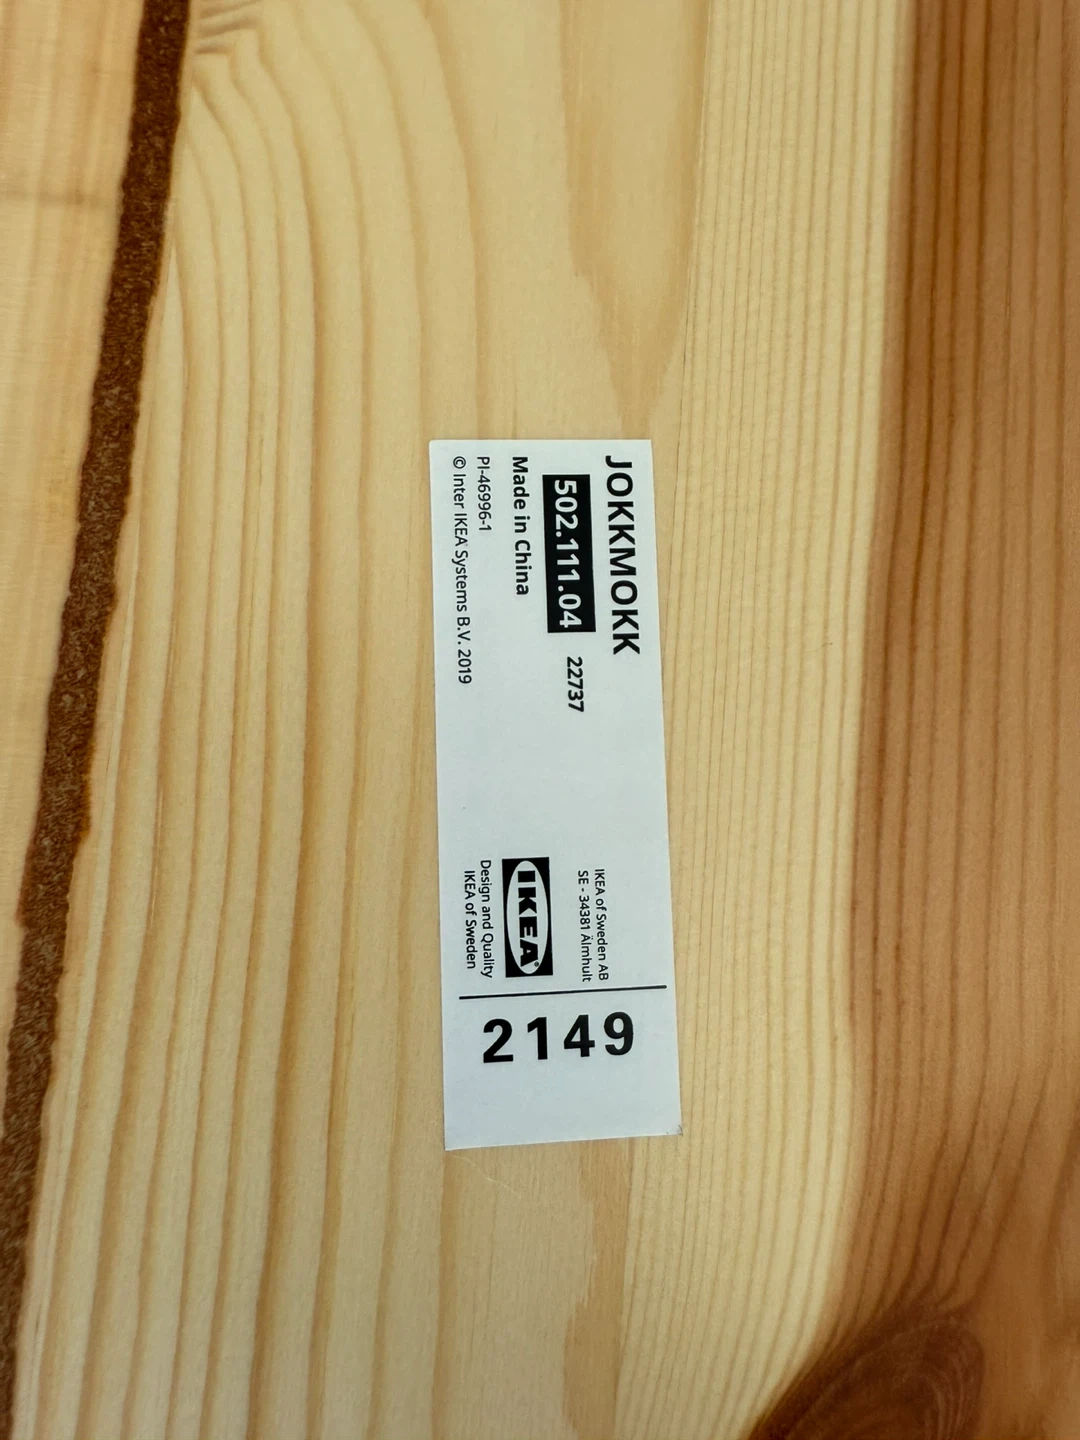 JOKKMOKK
502.111.04 22737
Made in China
PI-46996-1
© Inter IKEA Systems B.V. 2019
IKEA of Sweden AB
SE - 34381 Älmhult
IKEA®
Design and Quality
IKEA of Sweden
2149